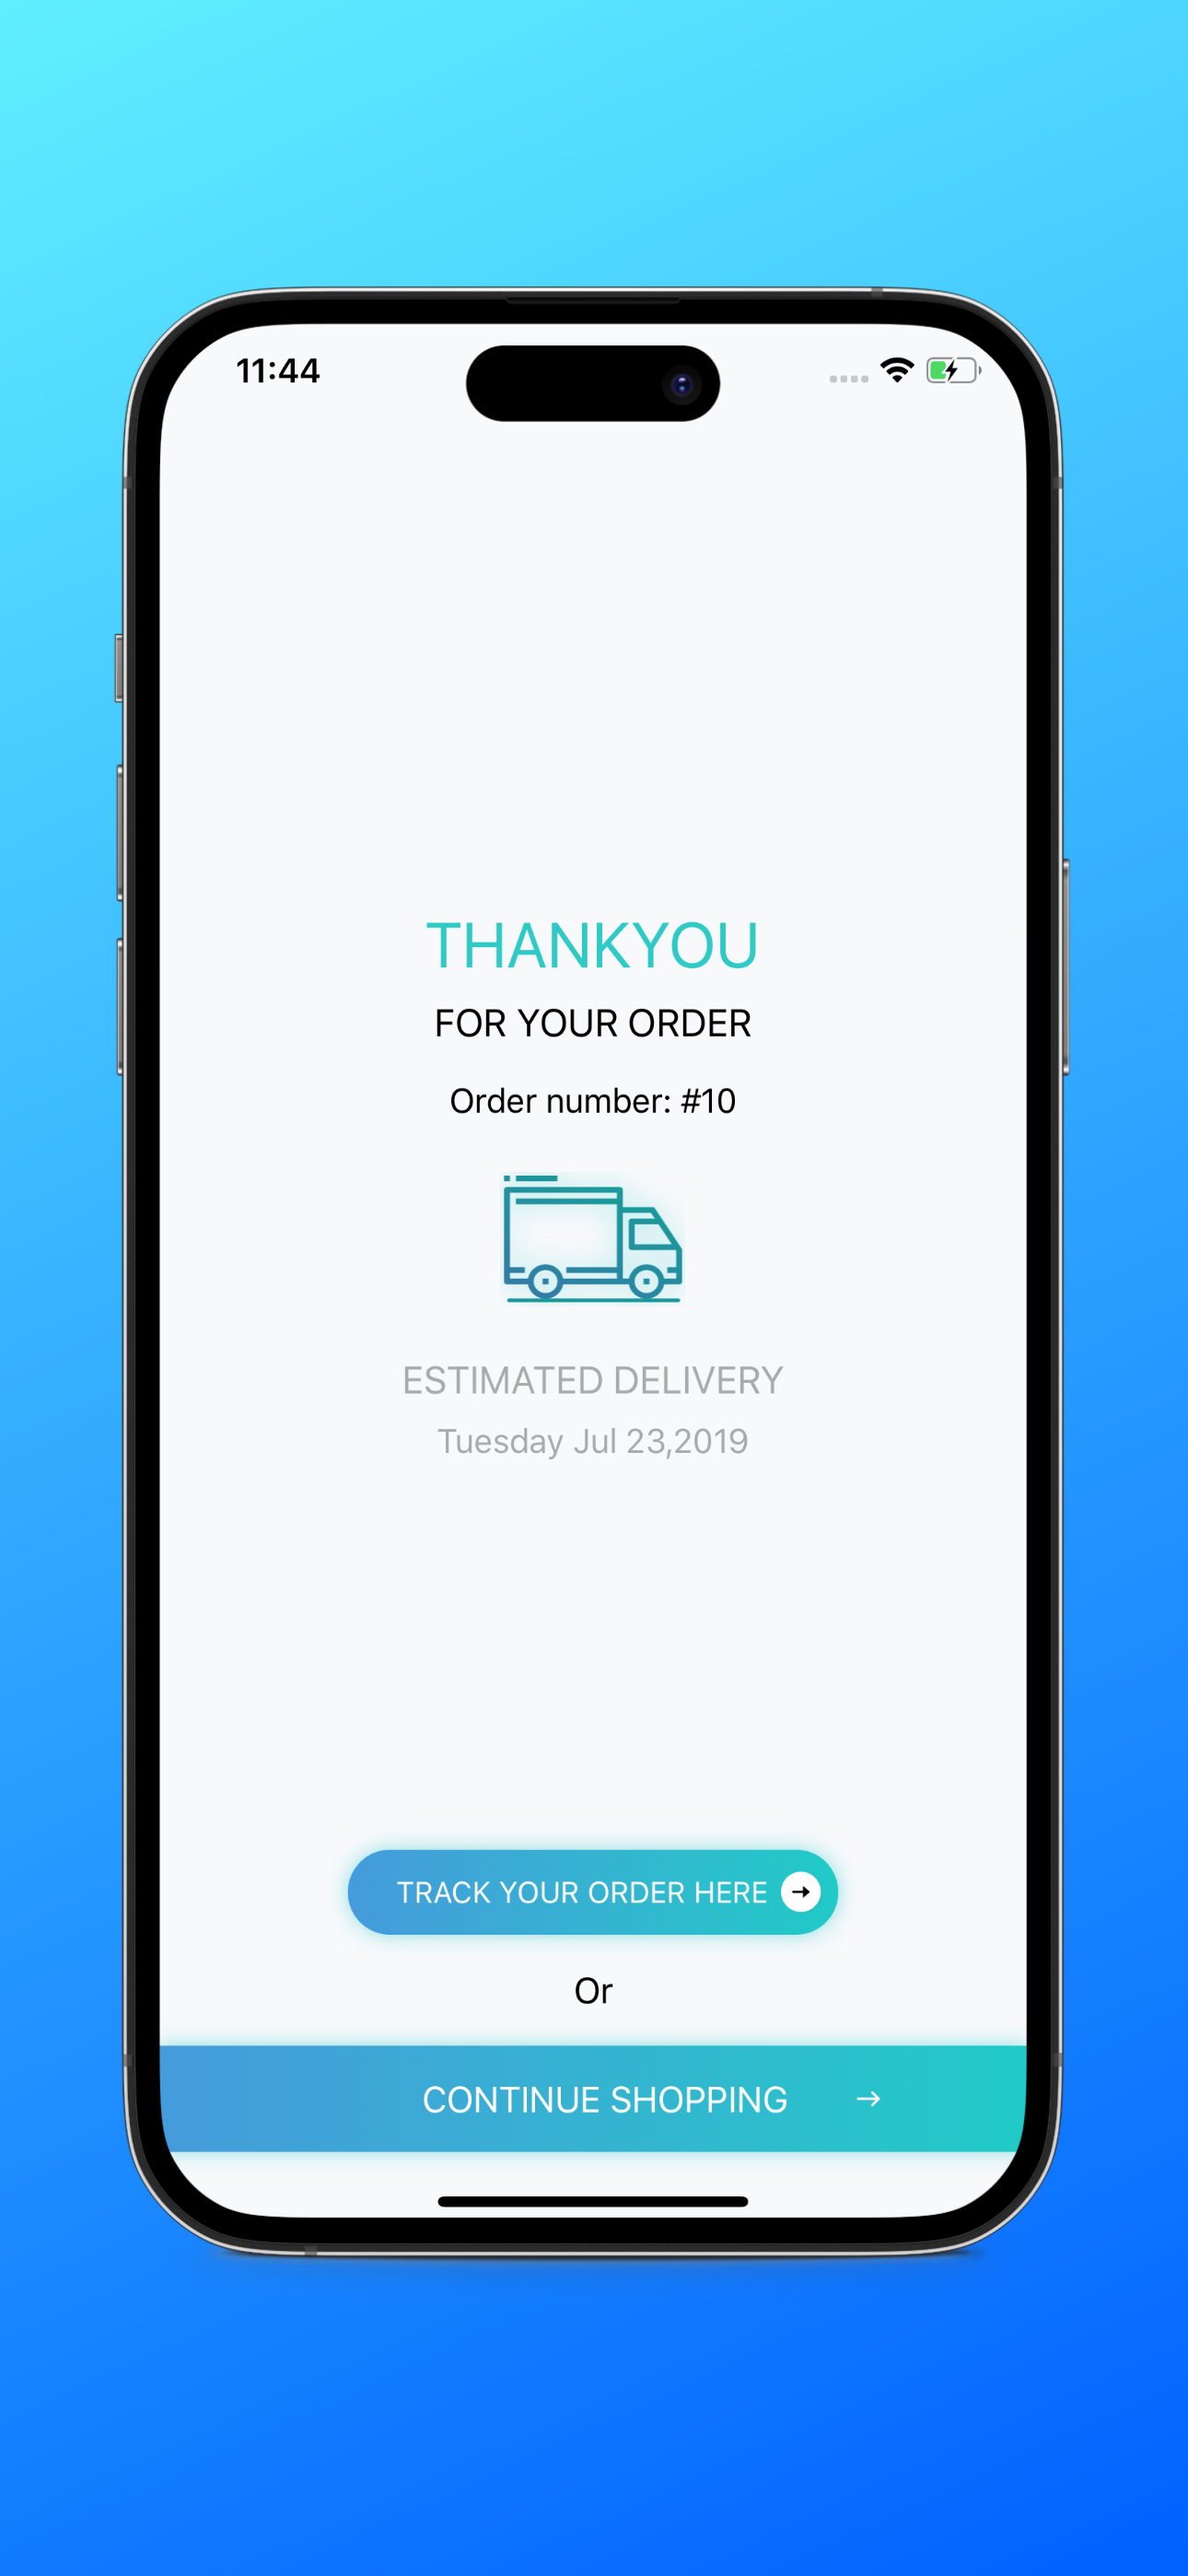 11:44
THANKYOU
FOR YOUR ORDER
Order number: #10
ESTIMATED DELIVERY
Tuesday Jul 23,2019
TRACK YOUR ORDER HERE
Or
CONTINUE SHOPPING